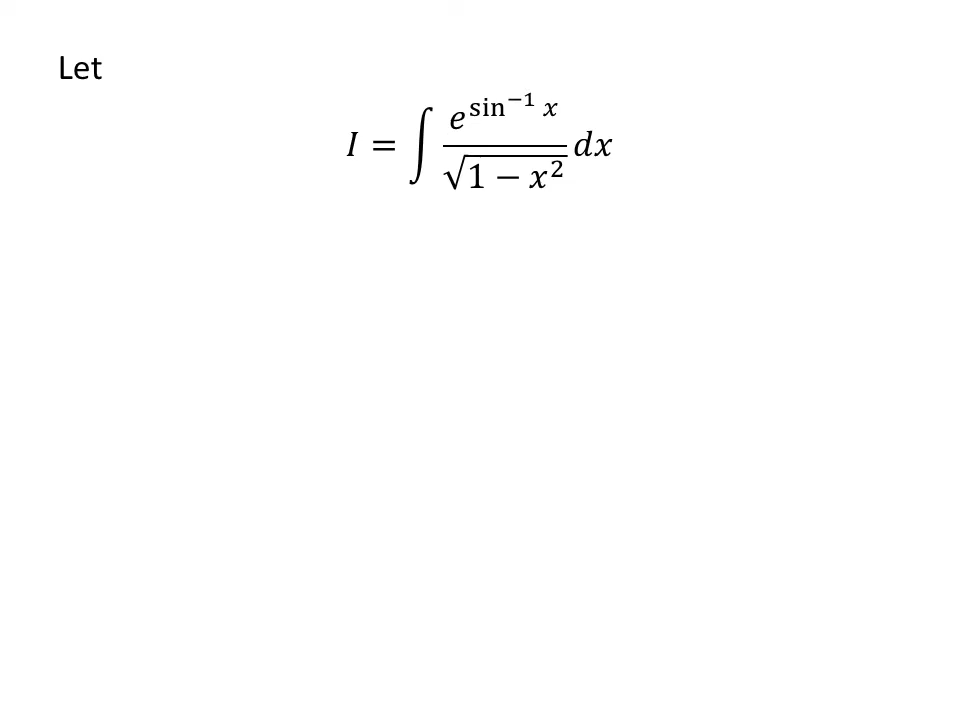 Let
I = ∫ e^{sin⁻¹ x} / √(1 − x²) dx